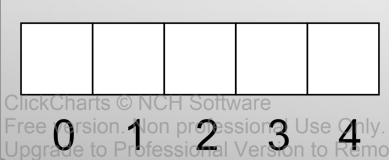 ClickCharts © NCH Software
Free version. Non professional Use Only.
0 1 2 3 4
Upgrade to Professional Version to Remo